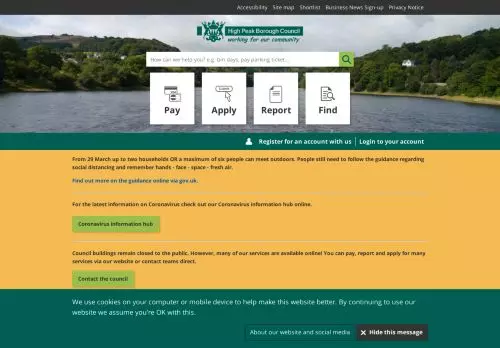 Accessibility Site map Shortlist Business News Sign-up Privacy Notice
High Peak Borough Council
working for our community
How can we help you? e.g. bin days, pay parking ticket...
Pay Apply Report Find
Register for an account with us Login to your account
From 29 March up to two households OR a maximum of six people can meet outdoors. People still need to follow the guidance regarding
social distancing and remember hands - face - space - fresh air.
Find out more on the guidance online via gov.uk.
For the latest information on Coronavirus check out our Coronavirus information hub online.
Coronavirus information hub
Council buildings remain closed to the public. However, many of our services are available online! You can pay, report and apply for many
services via our website or contact teams direct.
Contact the council
We use cookies on your computer or mobile device to help make this website better. By continuing to use our
website we assume you're OK with this.
About our website and social media Hide this message